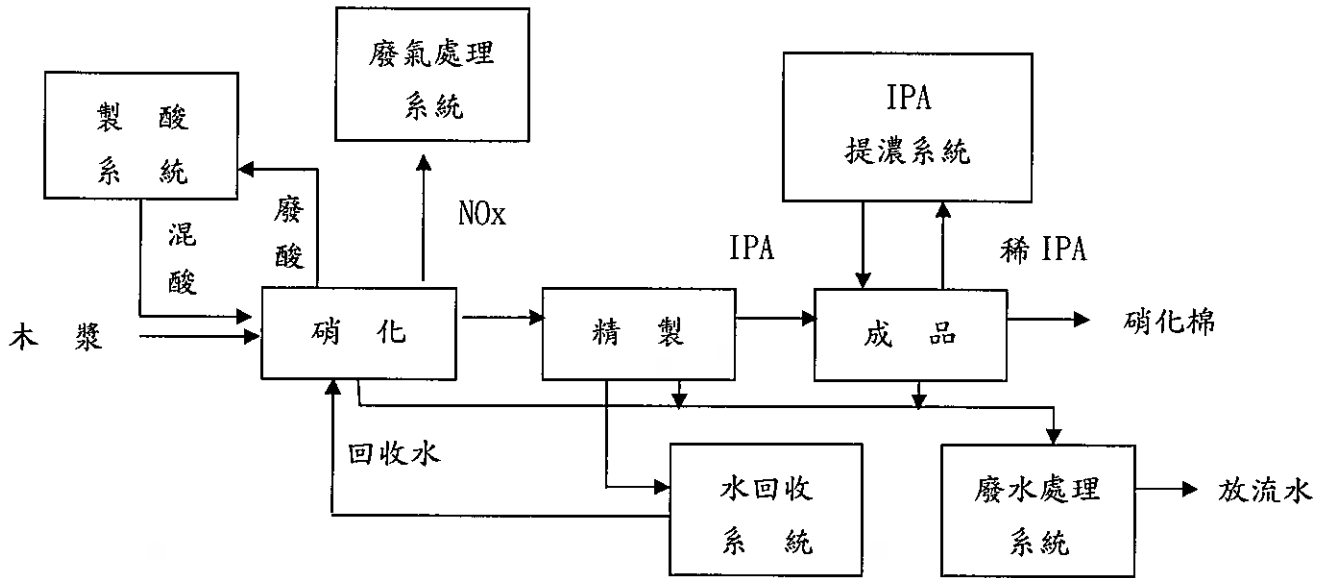 廢氣處理
系統
IPA
提濃系統
製 酸
系 統
混酸
廢酸
NOx
IPA
稀 IPA
木 漿
硝 化
精 製
成 品
硝化棉
回收水
水回收
系 統
廢水處理
系統
放流水